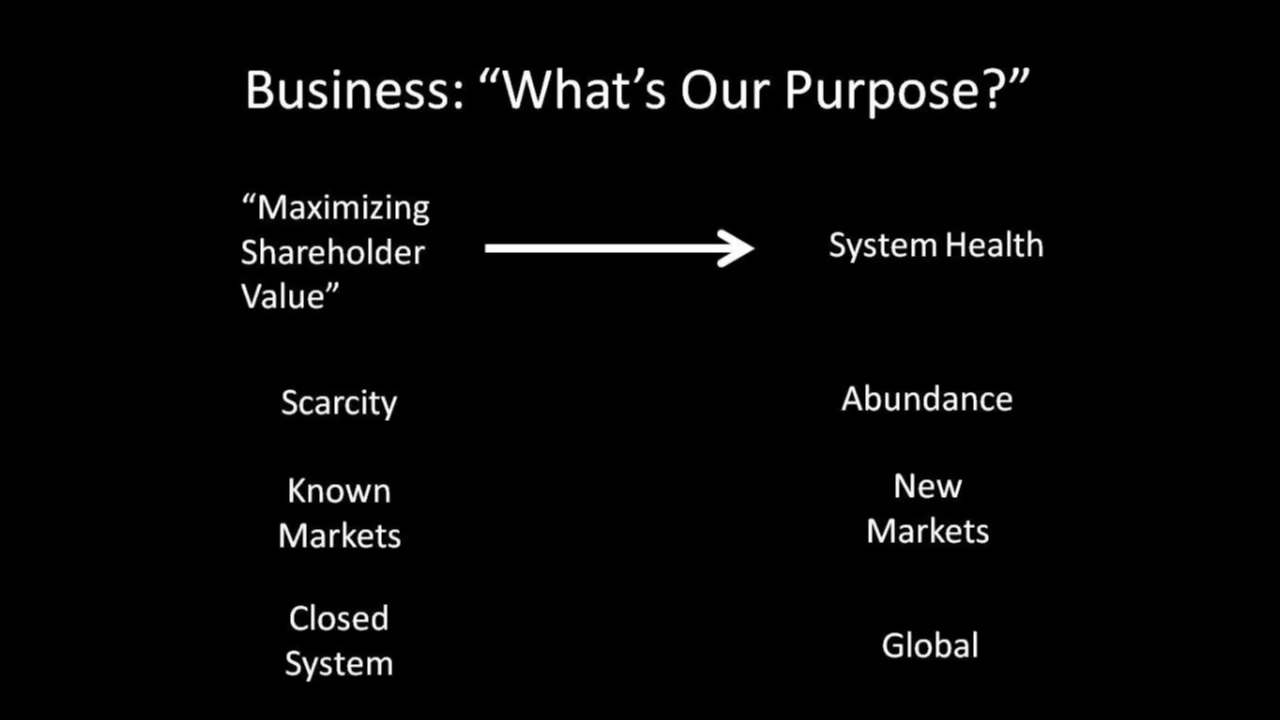 Business: “What’s Our Purpose?”
“Maximizing
Shareholder
Value”
System Health
Scarcity
Abundance
Known
Markets
New
Markets
Closed
System
Global